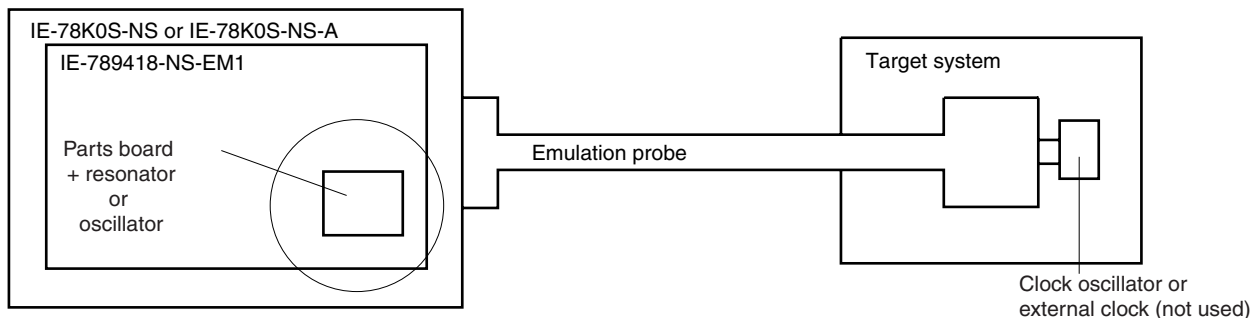 IE-78K0S-NS or IE-78K0S-NS-A
IE-789418-NS-EM1
Parts board
+ resonator
or
oscillator
Emulation probe
Target system
Clock oscillator or
external clock (not used)